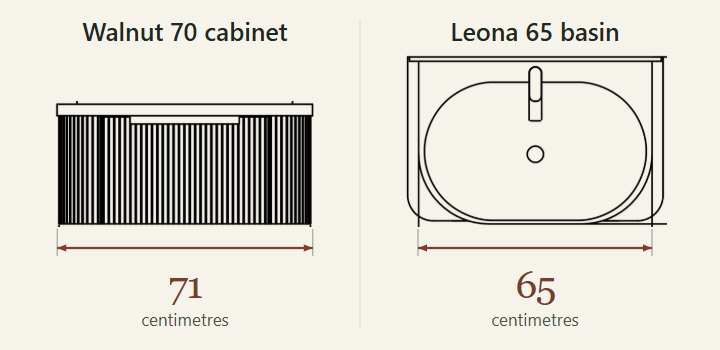 Walnut 70 cabinet
71
centimetres
Leona 65 basin
65
centimetres